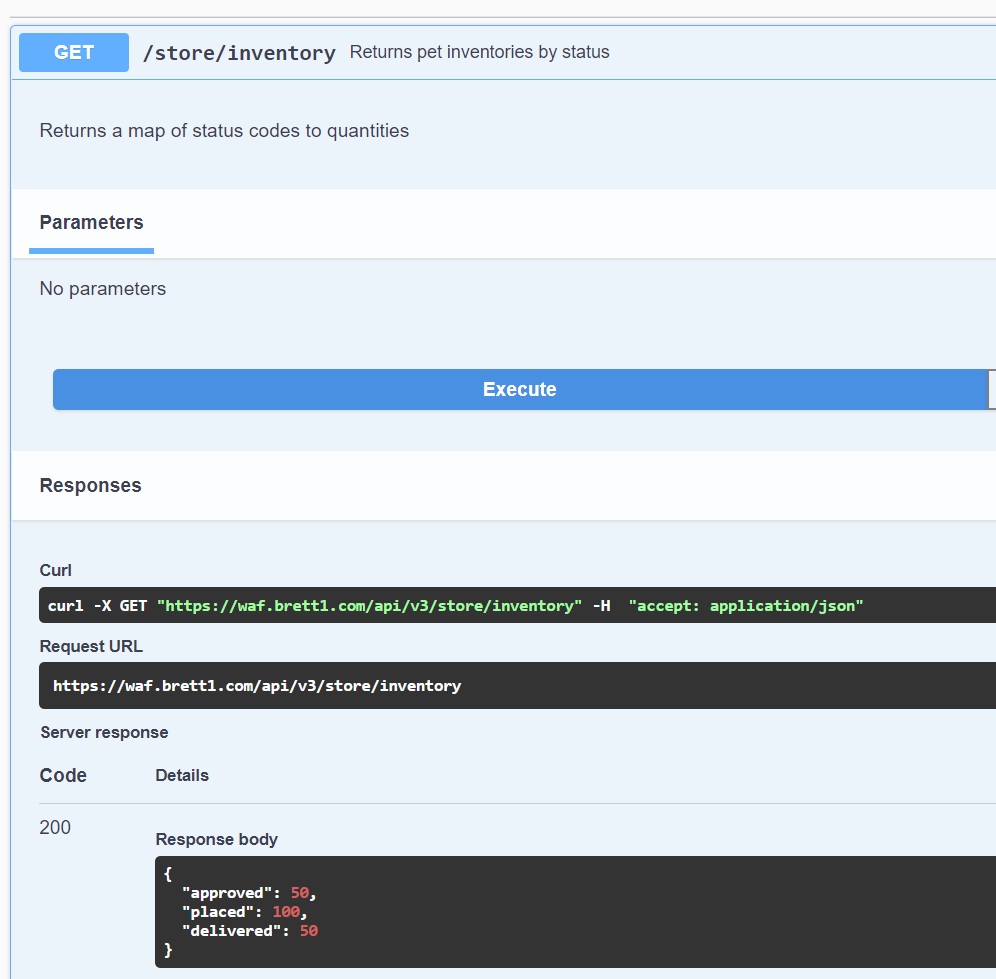 GET /store/inventory Returns pet inventories by status
Returns a map of status codes to quantities
Parameters
No parameters
Execute
Responses
Curl
curl -X GET "https://waf.brett1.com/api/v3/store/inventory" -H  "accept: application/json"
Request URL
https://waf.brett1.com/api/v3/store/inventory
Server response
Code Details
200
Response body
{
  "approved": 50,
  "placed": 100,
  "delivered": 50
}